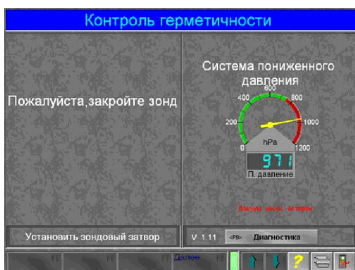 Контроль герметичности
Пожалуйста,закройте зонд
Система пониженного
давления
600
400
800
200
1000
0
1200
hPa
971
П. давление
Установить зондовый затвор
V 1.11 <F5> Диагностика